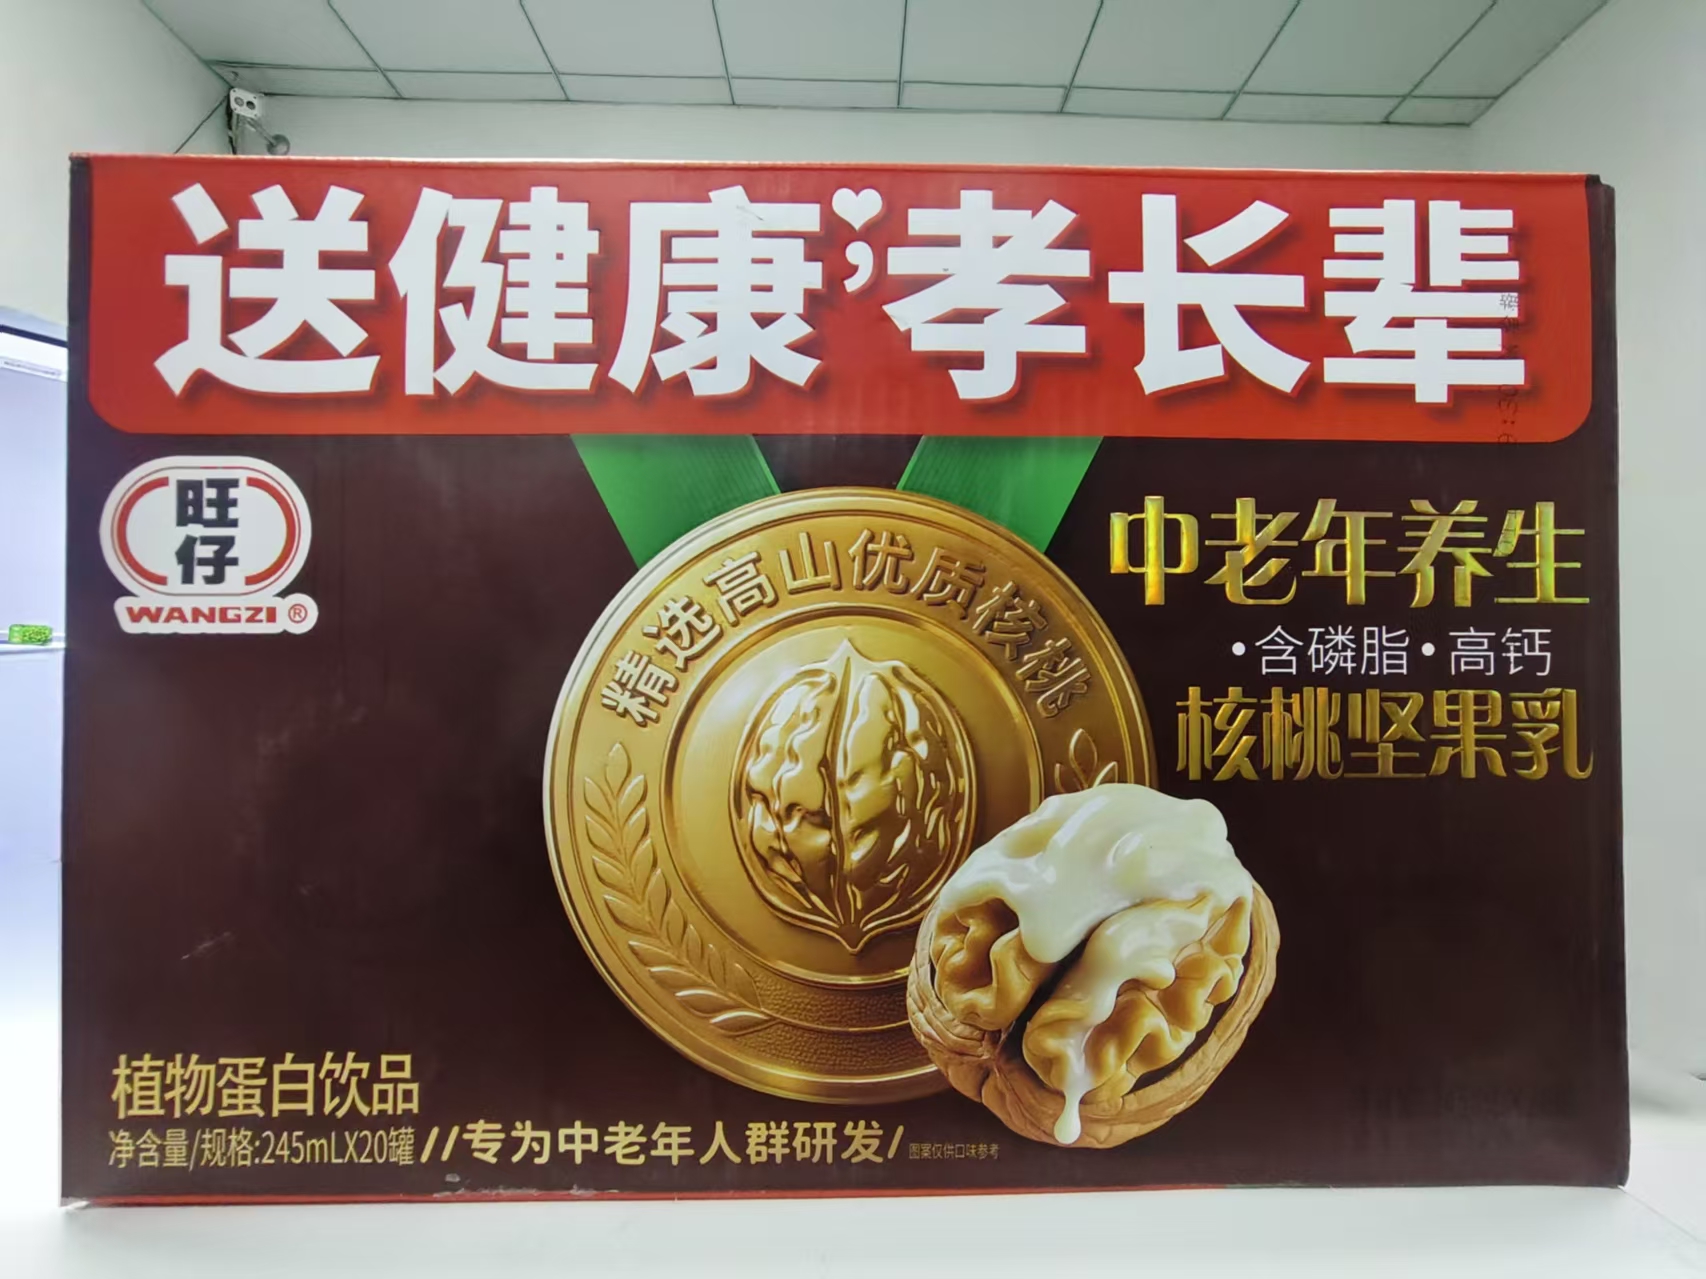 送健康;孝长辈
旺仔
WANGZI®
精选高山优质核桃
中老年养生
·含磷脂·高钙
核桃坚果乳
植物蛋白饮品
净含量/规格:245mLX20罐//专为中老年人群研发/图案仅供口味参考